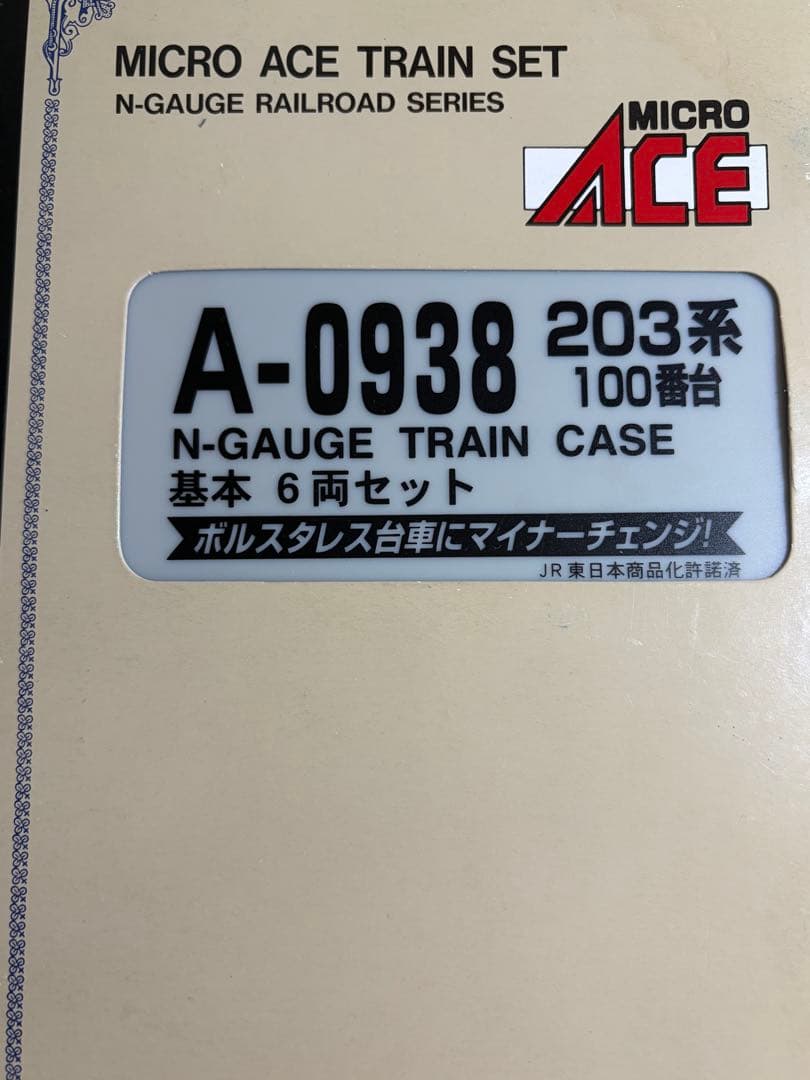 MICRO ACE TRAIN SET
N-GAUGE RAILROAD SERIES
MICRO
ACE
A-0938 203系
100番台
N-GAUGE TRAIN CASE
基本 6両セット
ボルスタレス台車にマイナーチェンジ!
JR東日本商品化許諾済